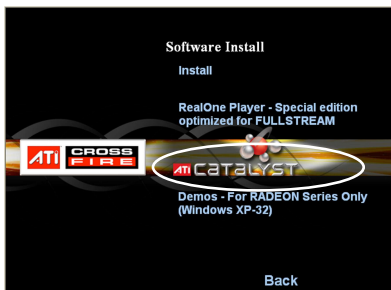 Software Install
Install
RealOne Player - Special edition
optimized for FULLSTREAM
ATI CROSS
FIRE
ATI CATALYST
Demos - For RADEON Series Only
(Windows XP-32)
Back